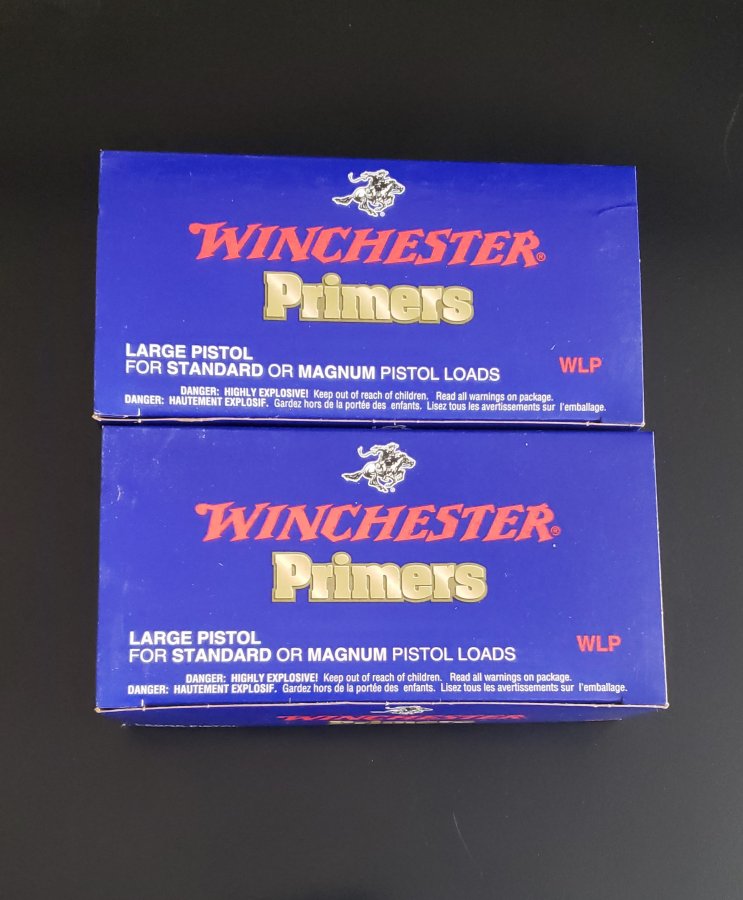 WINCHESTER®
Primers
LARGE PISTOL
FOR STANDARD OR MAGNUM PISTOL LOADS
WLP
DANGER: HIGHLY EXPLOSIVE! Keep out of reach of children. Read all warnings on package.
DANGER: HAUTEMENT EXPLOSIF. Gardez hors de la portée des enfants. Lisez tous les avertissements sur l'emballage.
WINCHESTER®
Primers
LARGE PISTOL
FOR STANDARD OR MAGNUM PISTOL LOADS
WLP
DANGER: HIGHLY EXPLOSIVE! Keep out of reach of children. Read all warnings on package.
DANGER: HAUTEMENT EXPLOSIF. Gardez hors de la portée des enfants. Lisez tous les avertissements sur l'emballage.
WINCHESTER
Primers